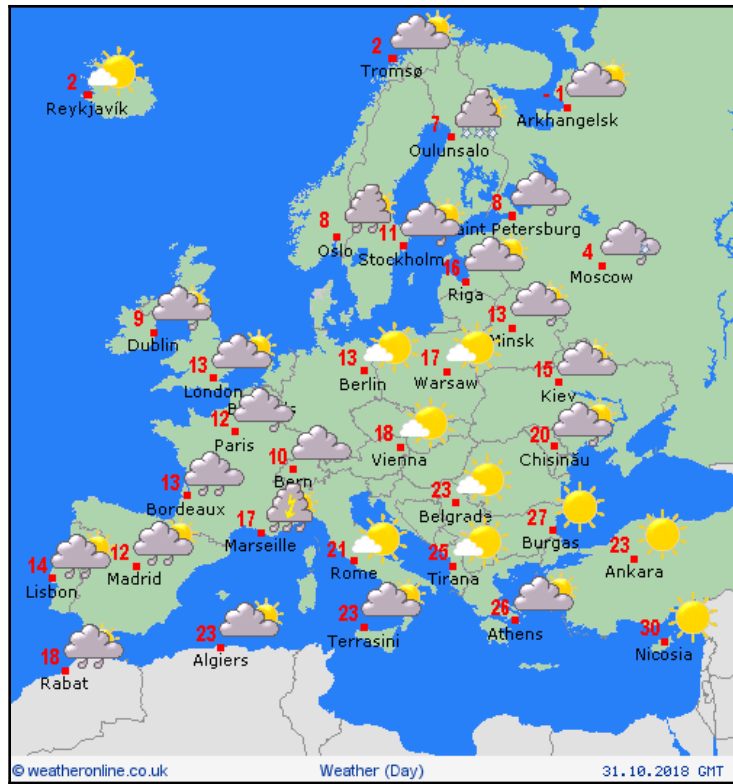 2
Tromsø
2
Reykjavík
- 1
Arkhangelsk
7
Oulunsalo
8
Oslo
11
Stockholm
8
aint Petersburg
16
Riga
4
Moscow
9
Dublin
13
London
13
Berlin
17
Warsaw
13
Minsk
15
Kiev
12
Paris
10
Bern
18
Vienna
20
Chisinău
13
Bordeaux
17
Marseille
23
Belgrade
27
Burgas
14
Lisbon
12
Madrid
21
Rome
25
Tirana
23
Ankara
18
Rabat
23
Algiers
23
Terrasini
26
Athens
30
Nicosia
© weatheronline.co.uk
Weather (Day)
31.10.2018 GMT